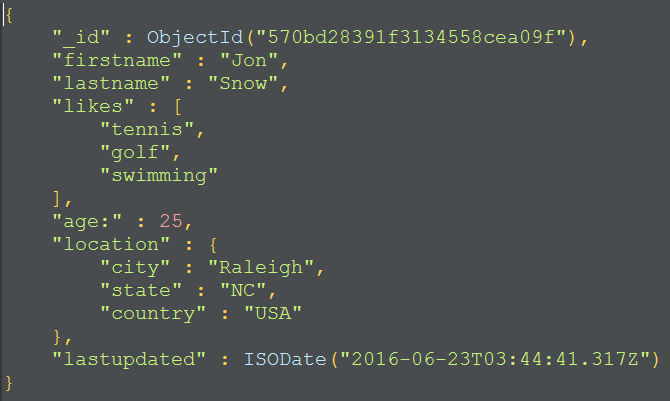 {
    "_id" : ObjectId("570bd28391f3134558cea09f"),
    "firstname" : "Jon",
    "lastname" : "Snow",
    "likes" : [
        "tennis",
        "golf",
        "swimming"
    ],
    "age:" : 25,
    "location" : {
        "city" : "Raleigh",
        "state" : "NC",
        "country" : "USA"
    },
    "lastupdated" : ISODate("2016-06-23T03:44:41.317Z")
}